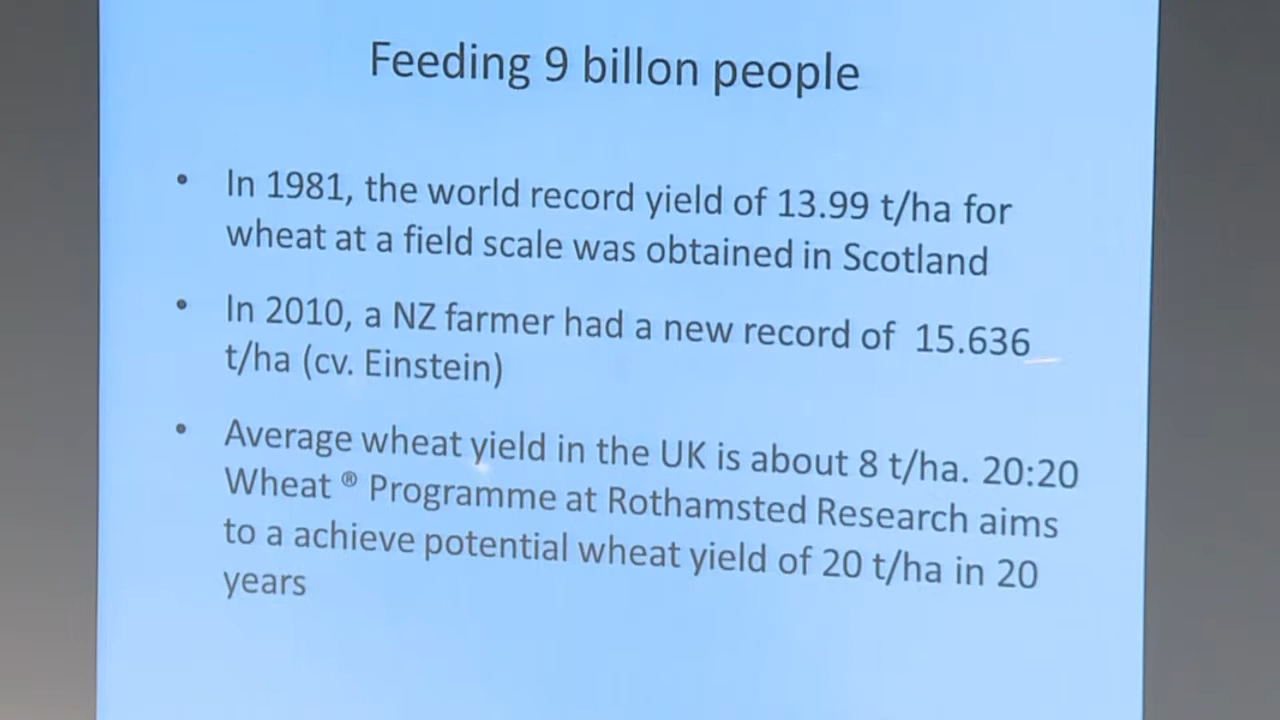 Feeding 9 billon people
• In 1981, the world record yield of 13.99 t/ha for
wheat at a field scale was obtained in Scotland
• In 2010, a NZ farmer had a new record of 15.636
t/ha (cv. Einstein)
• Average wheat yield in the UK is about 8 t/ha. 20:20
Wheat ® Programme at Rothamsted Research aims
to a achieve potential wheat yield of 20 t/ha in 20
years